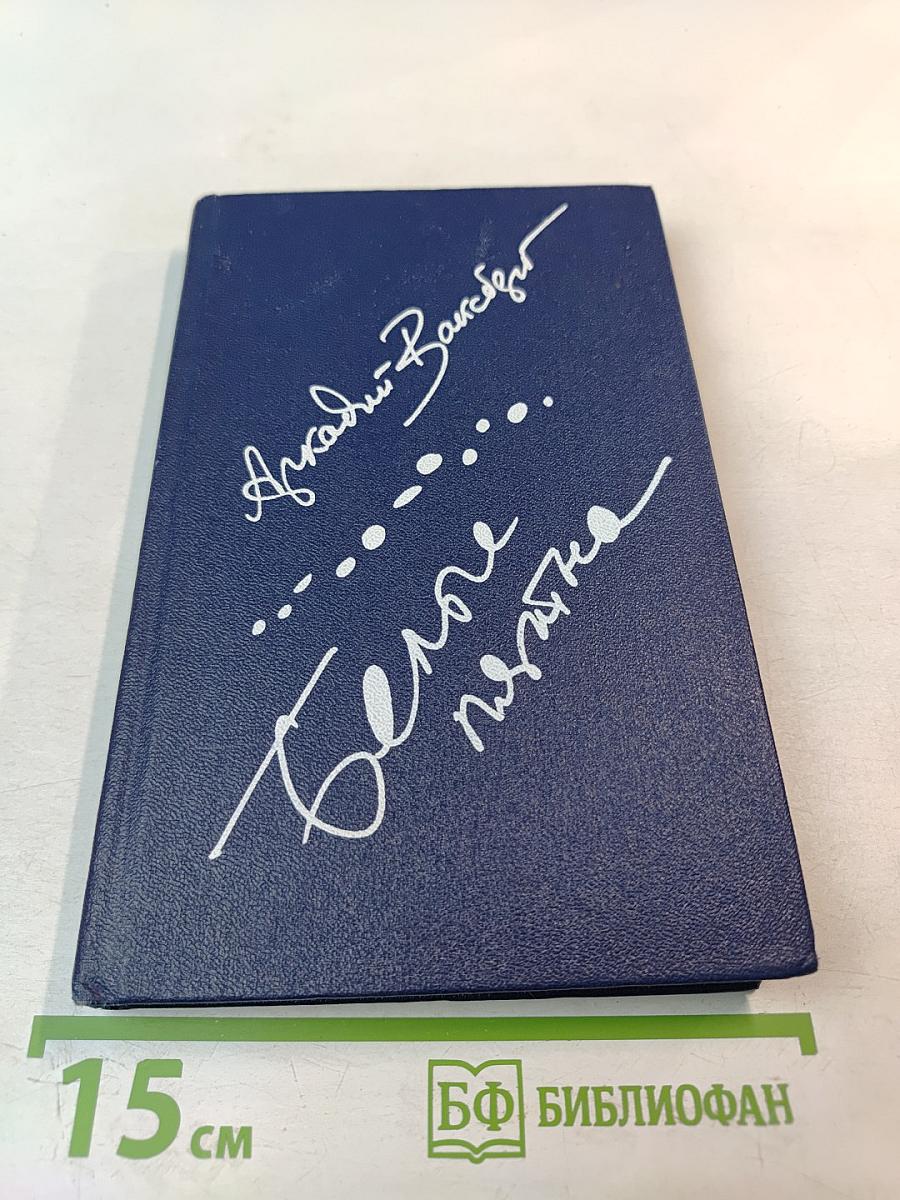 Аркадий Ваксберг
Белые
пятна
15 см
БФ БИБЛИОФАН